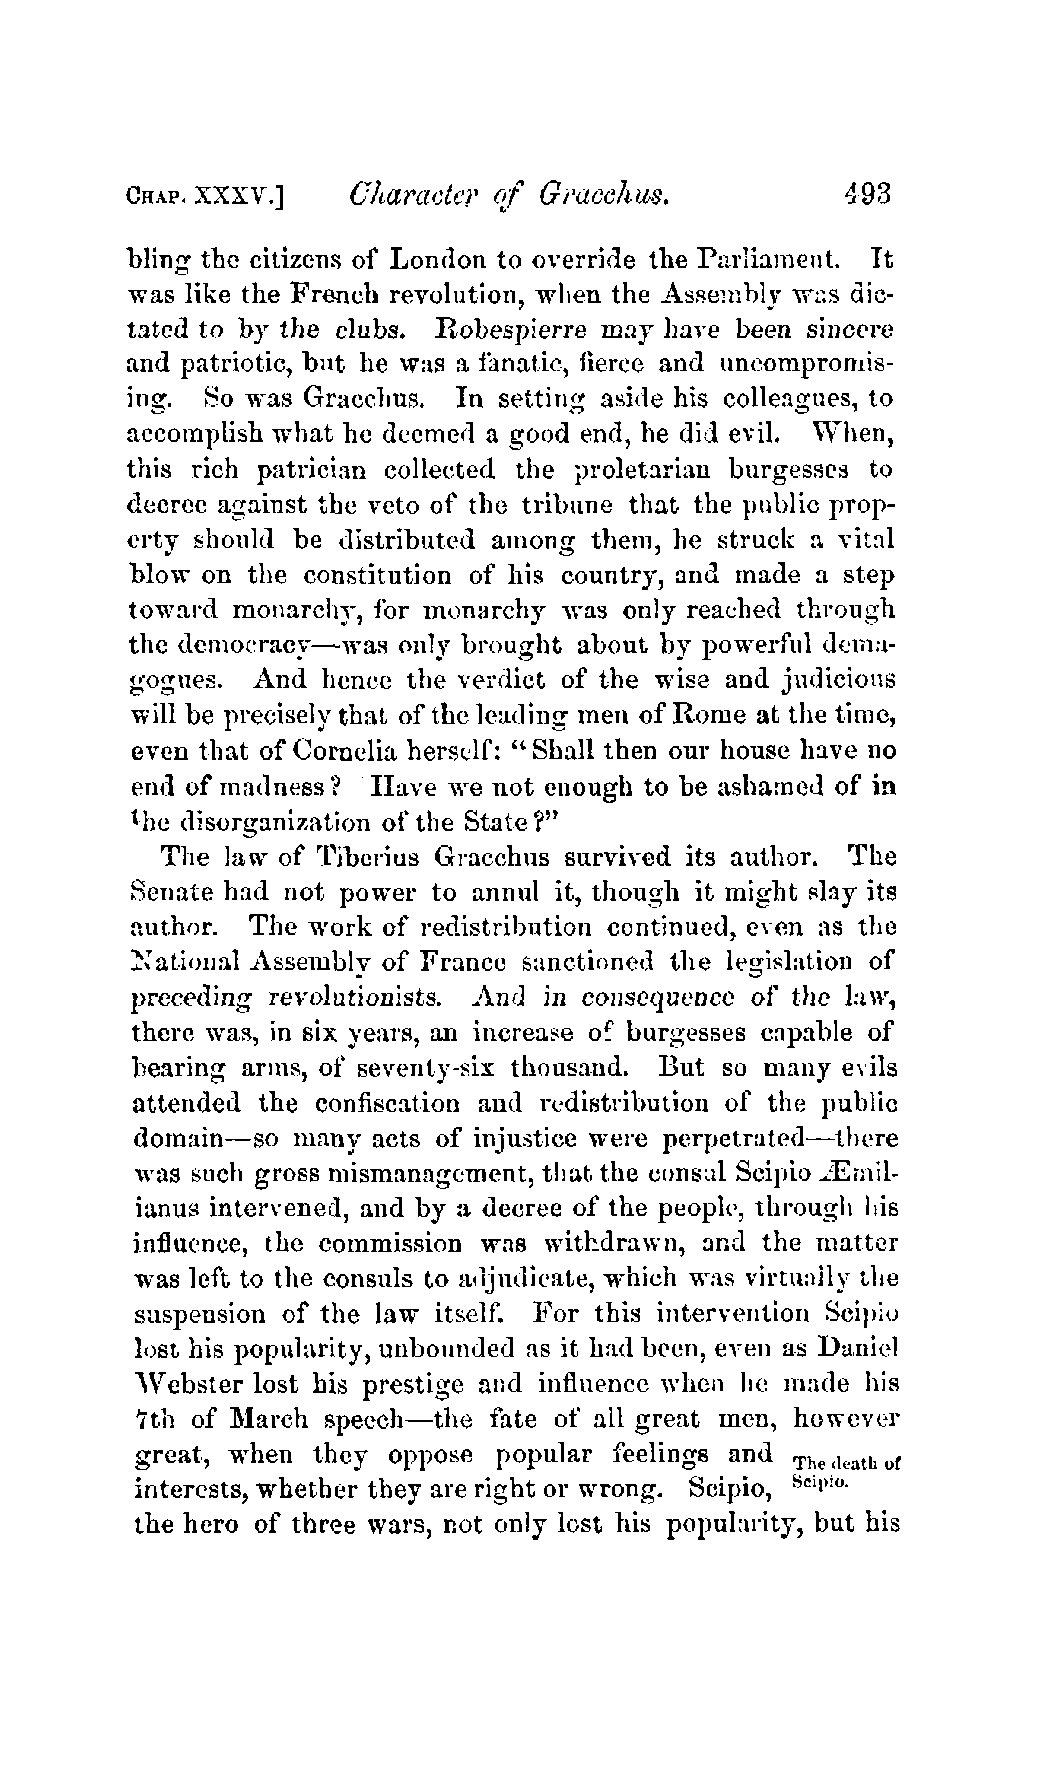 CHAP. XXXV.] Character of Gracchus. 493
bling the citizens of London to override the Parliament. It
was like the French revolution, when the Assembly was dic-
tated to by the clubs. Robespierre may have been sincere
and patriotic, but he was a fanatic, fierce and uncompromis-
ing. So was Gracchus. In setting aside his colleagues, to
accomplish what he deemed a good end, he did evil. When,
this rich patrician collected the proletarian burgesses to
decree against the veto of the tribune that the public prop-
erty should be distributed among them, he struck a vital
blow on the constitution of his country, and made a step
toward monarchy, for monarchy was only reached through
the democracy—was only brought about by powerful dema-
gogues. And hence the verdict of the wise and judicious
will be precisely that of the leading men of Rome at the time,
even that of Cornelia herself: "Shall then our house have no
end of madness? Have we not enough to be ashamed of in
the disorganization of the State?"
The law of Tiberius Gracchus survived its author. The
Senate had not power to annul it, though it might slay its
author. The work of redistribution continued, even as the
National Assembly of France sanctioned the legislation of
preceding revolutionists. And in consequence of the law,
there was, in six years, an increase of burgesses capable of
bearing arms, of seventy-six thousand. But so many evils
attended the confiscation and redistribution of the public
domain—so many acts of injustice were perpetrated—there
was such gross mismanagement, that the consul Scipio Æmil-
ianus intervened, and by a decree of the people, through his
influence, the commission was withdrawn, and the matter
was left to the consuls to adjudicate, which was virtually the
suspension of the law itself. For this intervention Scipio
lost his popularity, unbounded as it had been, even as Daniel
Webster lost his prestige and influence when he made his
7th of March speech—the fate of all great men, however
great, when they oppose popular feelings and The death of
interests, whether they are right or wrong. Scipio, Scipio.
the hero of three wars, not only lost his popularity, but his